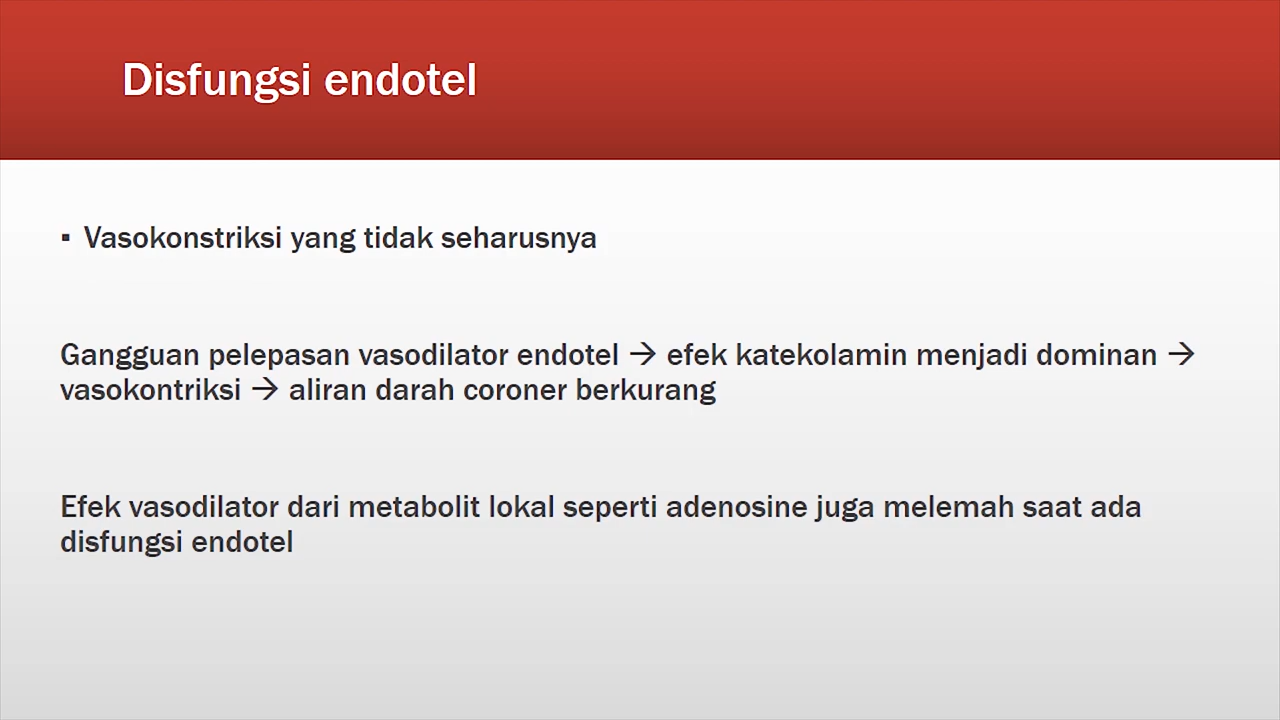 Disfungsi endotel
▪ Vasokonstriksi yang tidak seharusnya
Gangguan pelepasan vasodilator endotel → efek katekolamin menjadi dominan →
vasokontriksi → aliran darah coroner berkurang
Efek vasodilator dari metabolit lokal seperti adenosine juga melemah saat ada
disfungsi endotel